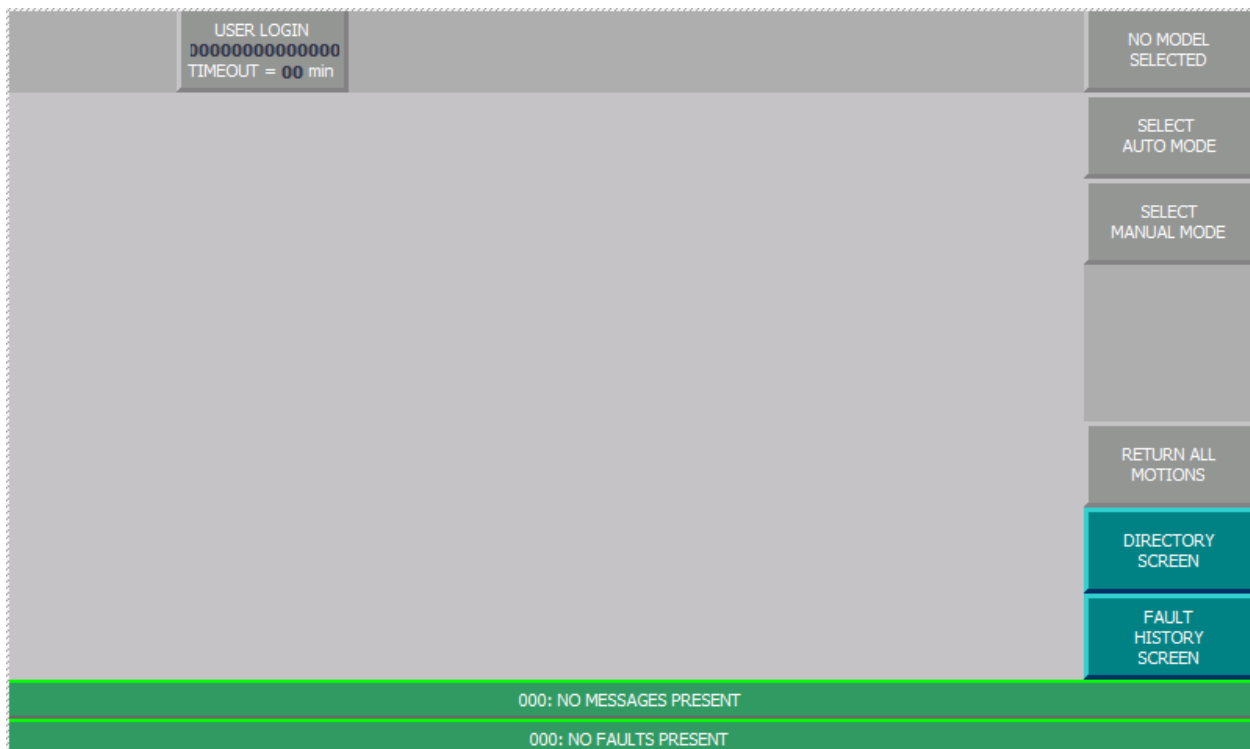 USER LOGIN
00000000000000
TIMEOUT = 00 min
NO MODEL
SELECTED
SELECT
AUTO MODE
SELECT
MANUAL MODE
RETURN ALL
MOTIONS
DIRECTORY
SCREEN
FAULT
HISTORY
SCREEN
000: NO MESSAGES PRESENT
000: NO FAULTS PRESENT